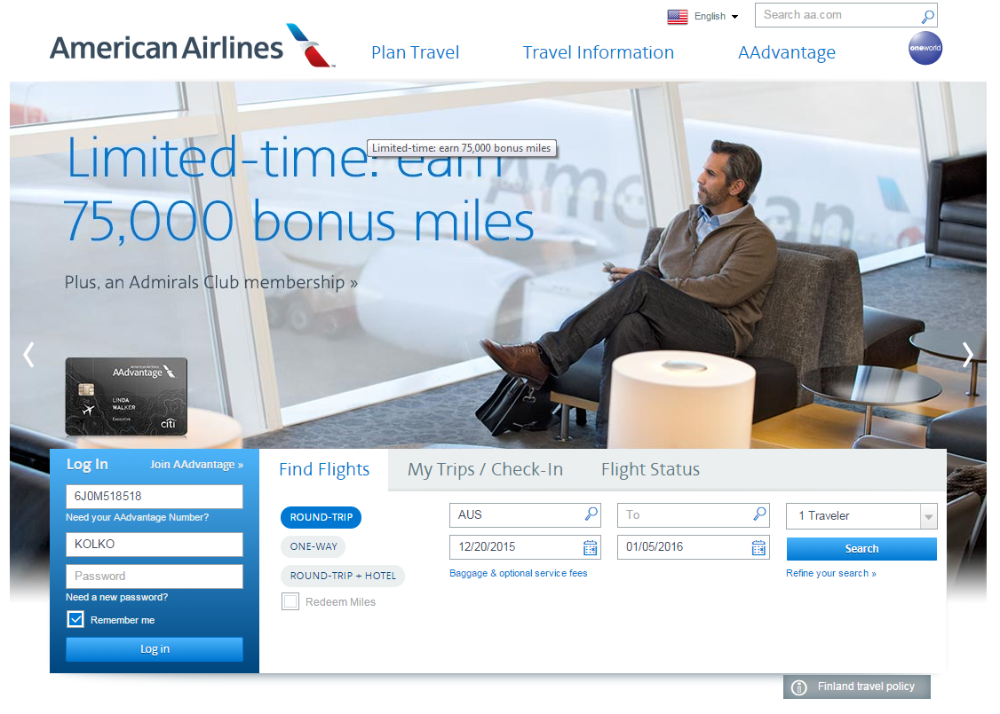 English
Search aa.com
American Airlines
Plan Travel
Travel Information
AAdvantage
oneworld
Limited-time: earn
Limited-time: earn 75,000 bonus miles
75,000 bonus miles
Plus, an Admirals Club membership »
American
American Airlines
AAdvantage
LINDA
WALKER
Executive
citi
Log In
Join AAdvantage »
6J0M518518
Need your AAdvantage Number?
KOLKO
Password
Need a new password?
Remember me
Log in
Find Flights
My Trips / Check-In
Flight Status
ROUND-TRIP
ONE-WAY
ROUND-TRIP + HOTEL
Redeem Miles
AUS
To
1 Traveler
12/20/2015
01/05/2016
Search
Baggage & optional service fees
Refine your search »
Finland travel policy